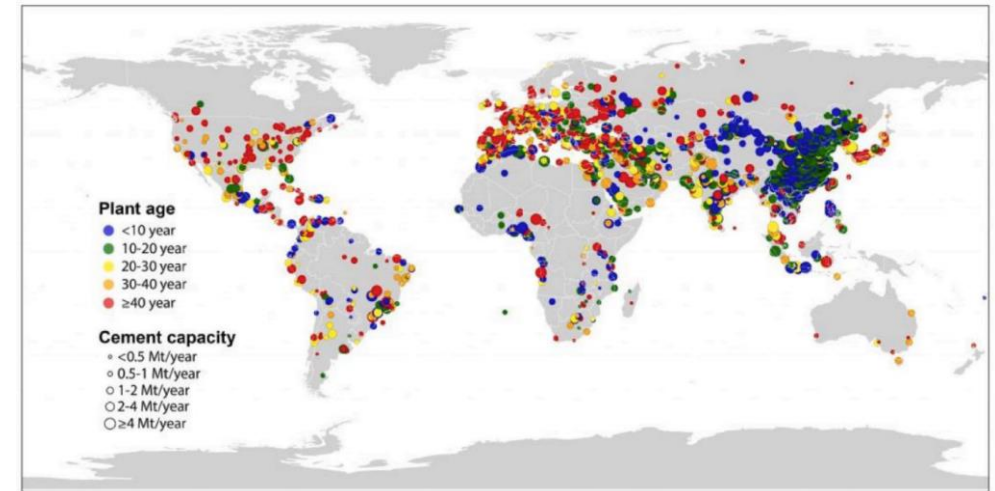 Plant age
<10 year
10-20 year
20-30 year
30-40 year
≥40 year
Cement capacity
<0.5 Mt/year
0.5-1 Mt/year
1-2 Mt/year
2-4 Mt/year
≥4 Mt/year